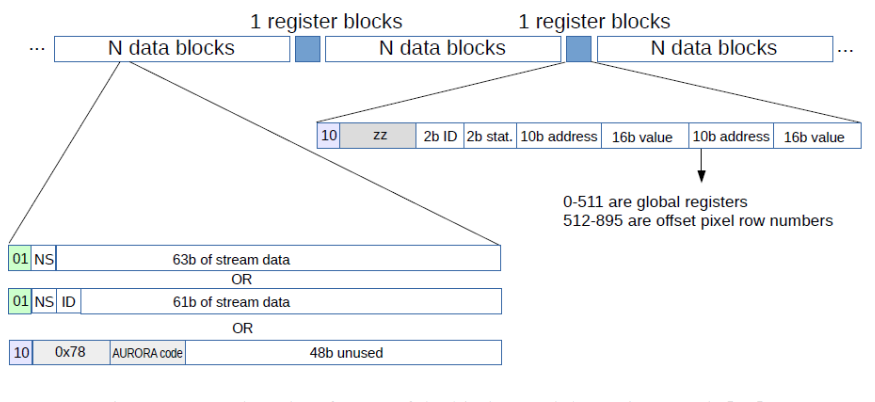 1 register blocks 1 register blocks
... N data blocks N data blocks N data blocks ...
10 zz 2b ID 2b stat. 10b address 16b value 10b address 16b value
0-511 are global registers
512-895 are offset pixel row numbers
01 NS 63b of stream data
OR
01 NS ID 61b of stream data
OR
10 0x78 AURORA code 48b unused